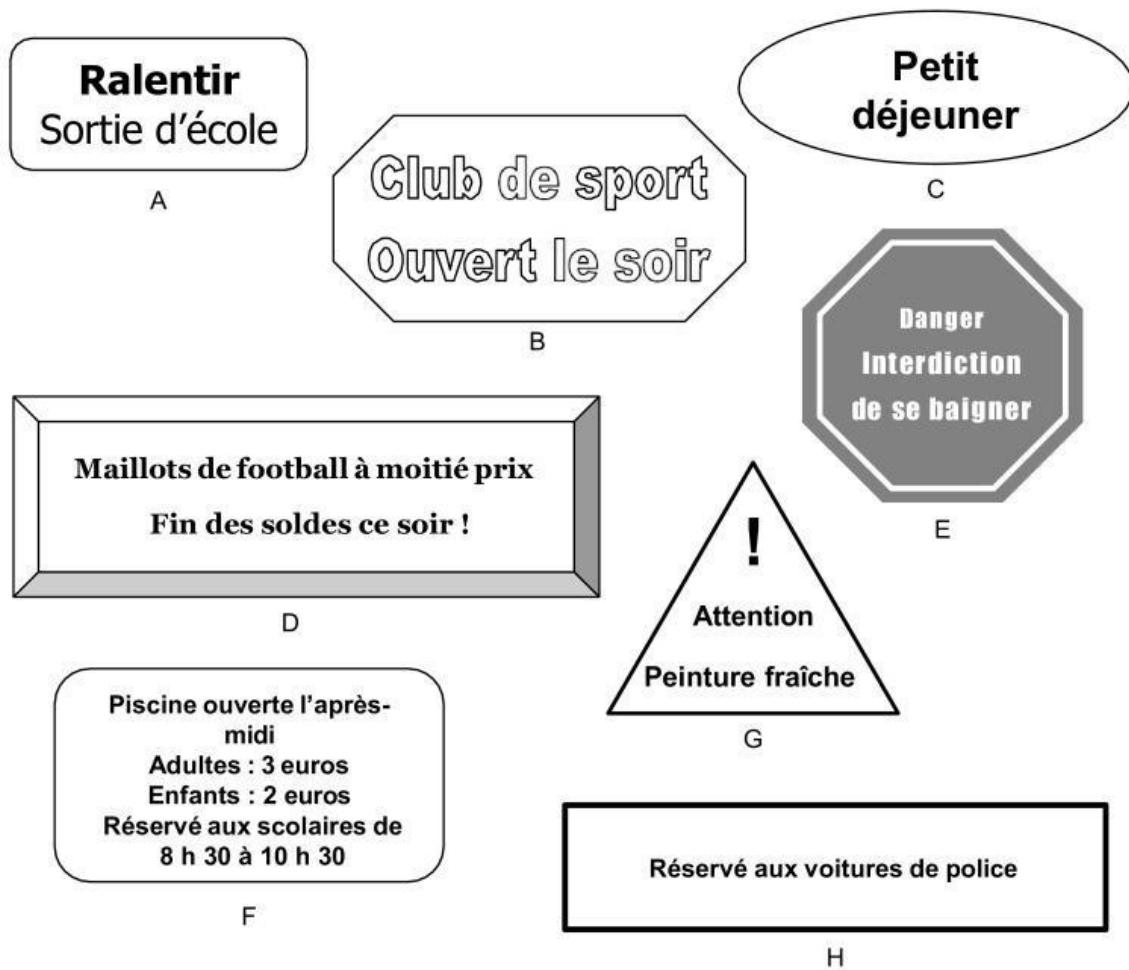 Ralentir
Sortie d'école
A
Club de sport
Ouvert le soir
B
Petit
déjeuner
C
Maillots de football à moitié prix
Fin des soldes ce soir !
D
Danger
Interdiction
de se baigner
E
Piscine ouverte l'après-
midi
Adultes : 3 euros
Enfants : 2 euros
Réservé aux scolaires de
8 h 30 à 10 h 30
F
!
Attention
Peinture fraîche
G
Réservé aux voitures de police
H